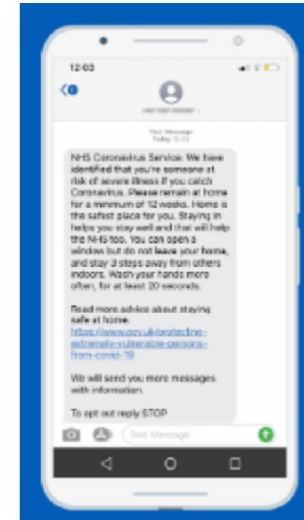 12:03
Text Message
Today 12:02
NHS Coronavirus Service: We have
identified that you're someone at
risk of severe illness if you catch
Coronavirus. Please remain at home
for a minimum of 12 weeks. Home is
the safest place for you. Staying in
helps you stay well and that will help
the NHS too. You can open a
window but do not leave your home,
and stay 3 steps away from others
indoors. Wash your hands more
often, for at least 20 seconds.
Read more advice about staying
safe at home.
https://www.gov.uk/protecting-
extremely-vulnerable-persons-
from-covid-19
We will send you more messages
with information.
To opt out reply STOP
Text Message